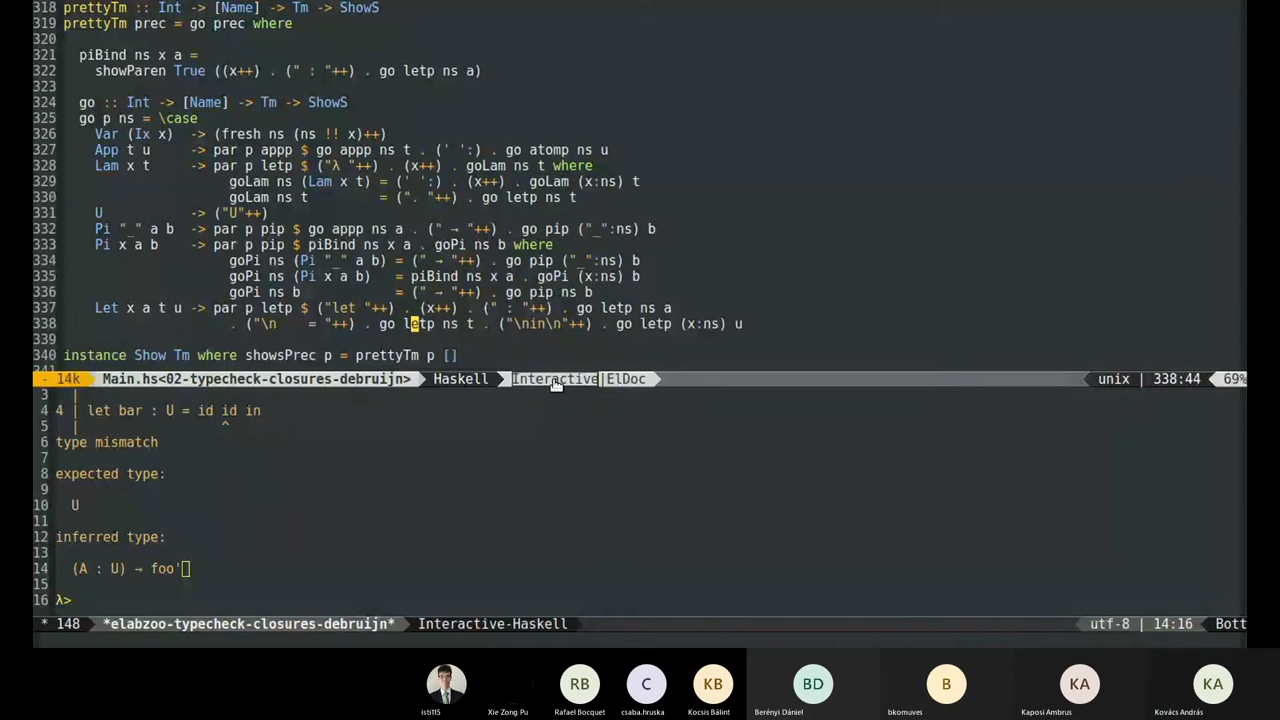 318 prettyTm :: Int -> [Name] -> Tm -> ShowS
319 prettyTm prec = go prec where
320
321   piBind ns x a =
322     showParen True ((x++) . (" : "++) . go letp ns a)
323
324   go :: Int -> [Name] -> Tm -> ShowS
325   go p ns = \case
326     Var (Ix x)  -> (fresh ns (ns !! x)++)
327     App t u     -> par p appp $ go appp ns t . (' ':) . go atomp ns u
328     Lam x t     -> par p letp $ ("λ "++) . (x++) . goLam ns t where
329                      goLam ns (Lam x t) = (' ':) . (x++) . goLam (x:ns) t
330                      goLam ns t         = (". "++) . go letp ns t
331     U           -> ("U"++)
332     Pi "_" a b  -> par p pip $ go appp ns a . (" → "++) . go pip ("_":ns) b
333     Pi x a b    -> par p pip $ piBind ns x a . goPi ns b where
334                      goPi ns (Pi "_" a b) = (" → "++) . go pip ("_":ns) b
335                      goPi ns (Pi x a b)   = piBind ns x a . goPi (x:ns) b
336                      goPi ns b            = (" → "++) . go pip ns b
337     Let x a t u -> par p letp $ ("let "++) . (x++) . (" : "++) . go letp ns a
338                      . ("\n    = "++) . go letp ns t . ("\nin\n"++) . go letp (x:ns) u
339
340 instance Show Tm where showsPrec p = prettyTm p []
341
- 14k Main.hs<02-typecheck-closures-debruijn> Haskell Interactive|ElDoc unix | 338:44 69%
3   |
4 4 | let bar : U = id id in
5   |                  ^
6 type mismatch
7
8 expected type:
9
10   U
11
12 inferred type:
13
14   (A : U) → foo'
15
16 λ>
* 148 *elabzoo-typecheck-closures-debruijn* Interactive-Haskell utf-8 | 14:16 Bott
RB C KB BD B KA KA
isti115 Xie Zong Pu Rafael Bocquet csaba.hruska Kocsis Bálint Berényi Dániel bkomuves Kaposi Ambrus Kovács András